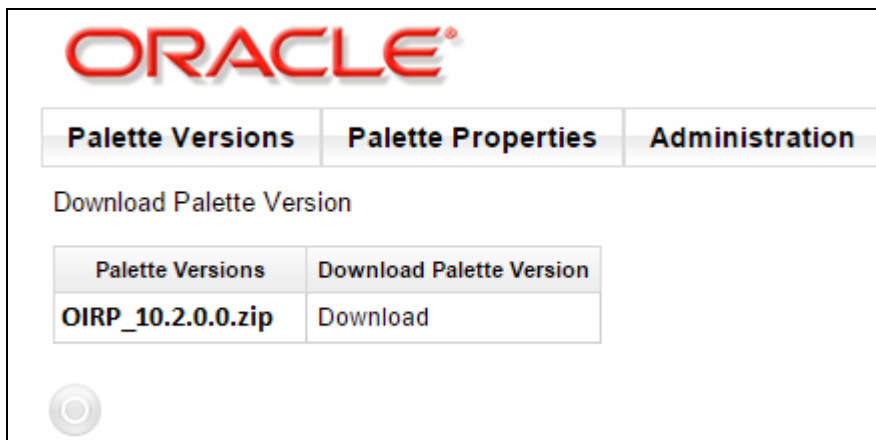 ORACLE®
Palette Versions Palette Properties Administration
Download Palette Version
Palette Versions Download Palette Version
OIRP_10.2.0.0.zip Download